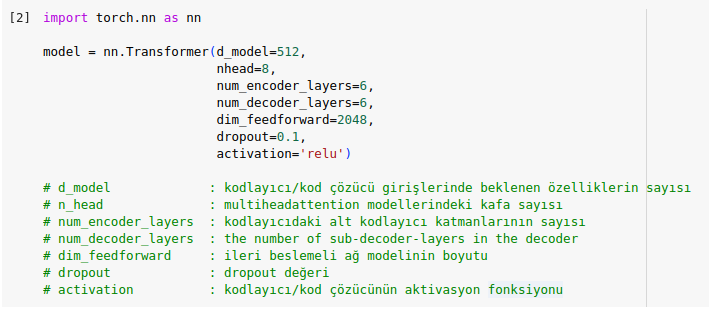 [2] import torch.nn as nn
model = nn.Transformer(d_model=512,
nhead=8,
num_encoder_layers=6,
num_decoder_layers=6,
dim_feedforward=2048,
dropout=0.1,
activation='relu')
# d_model : kodlayıcı/kod çözücü girişlerinde beklenen özelliklerin sayısı
# n_head : multiheadattention modellerindeki kafa sayısı
# num_encoder_layers : kodlayıcıdaki alt kodlayıcı katmanlarının sayısı
# num_decoder_layers : the number of sub-decoder-layers in the decoder
# dim_feedforward : ileri beslemeli ağ modelinin boyutu
# dropout : dropout değeri
# activation : kodlayıcı/kod çözücünün aktivasyon fonksiyonu